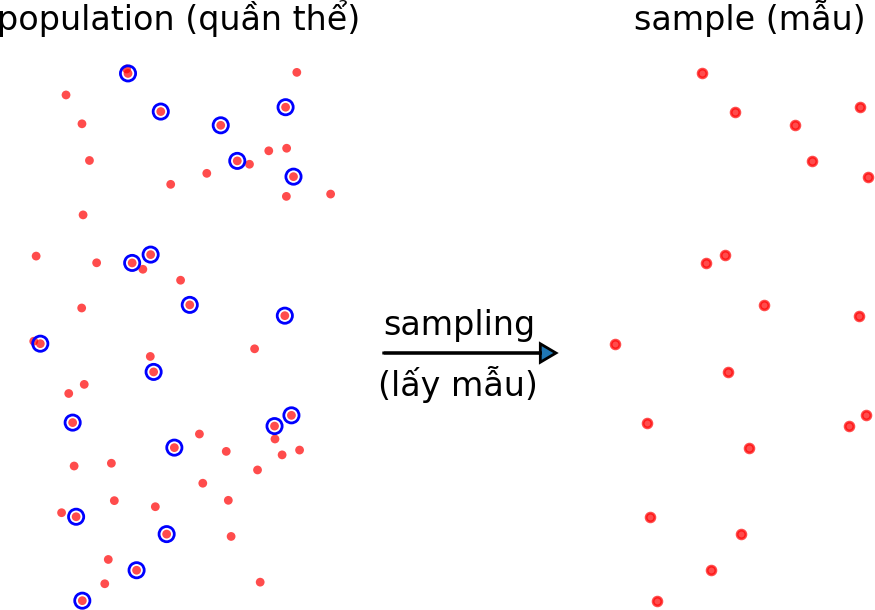 population (quần thể)
sample (mẫu)
sampling
(lấy mẫu)